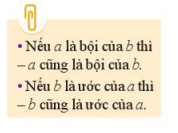 • Nếu a là bội của b thì
– a cũng là bội của b.
• Nếu b là ước của a thì
– b cũng là ước của a.